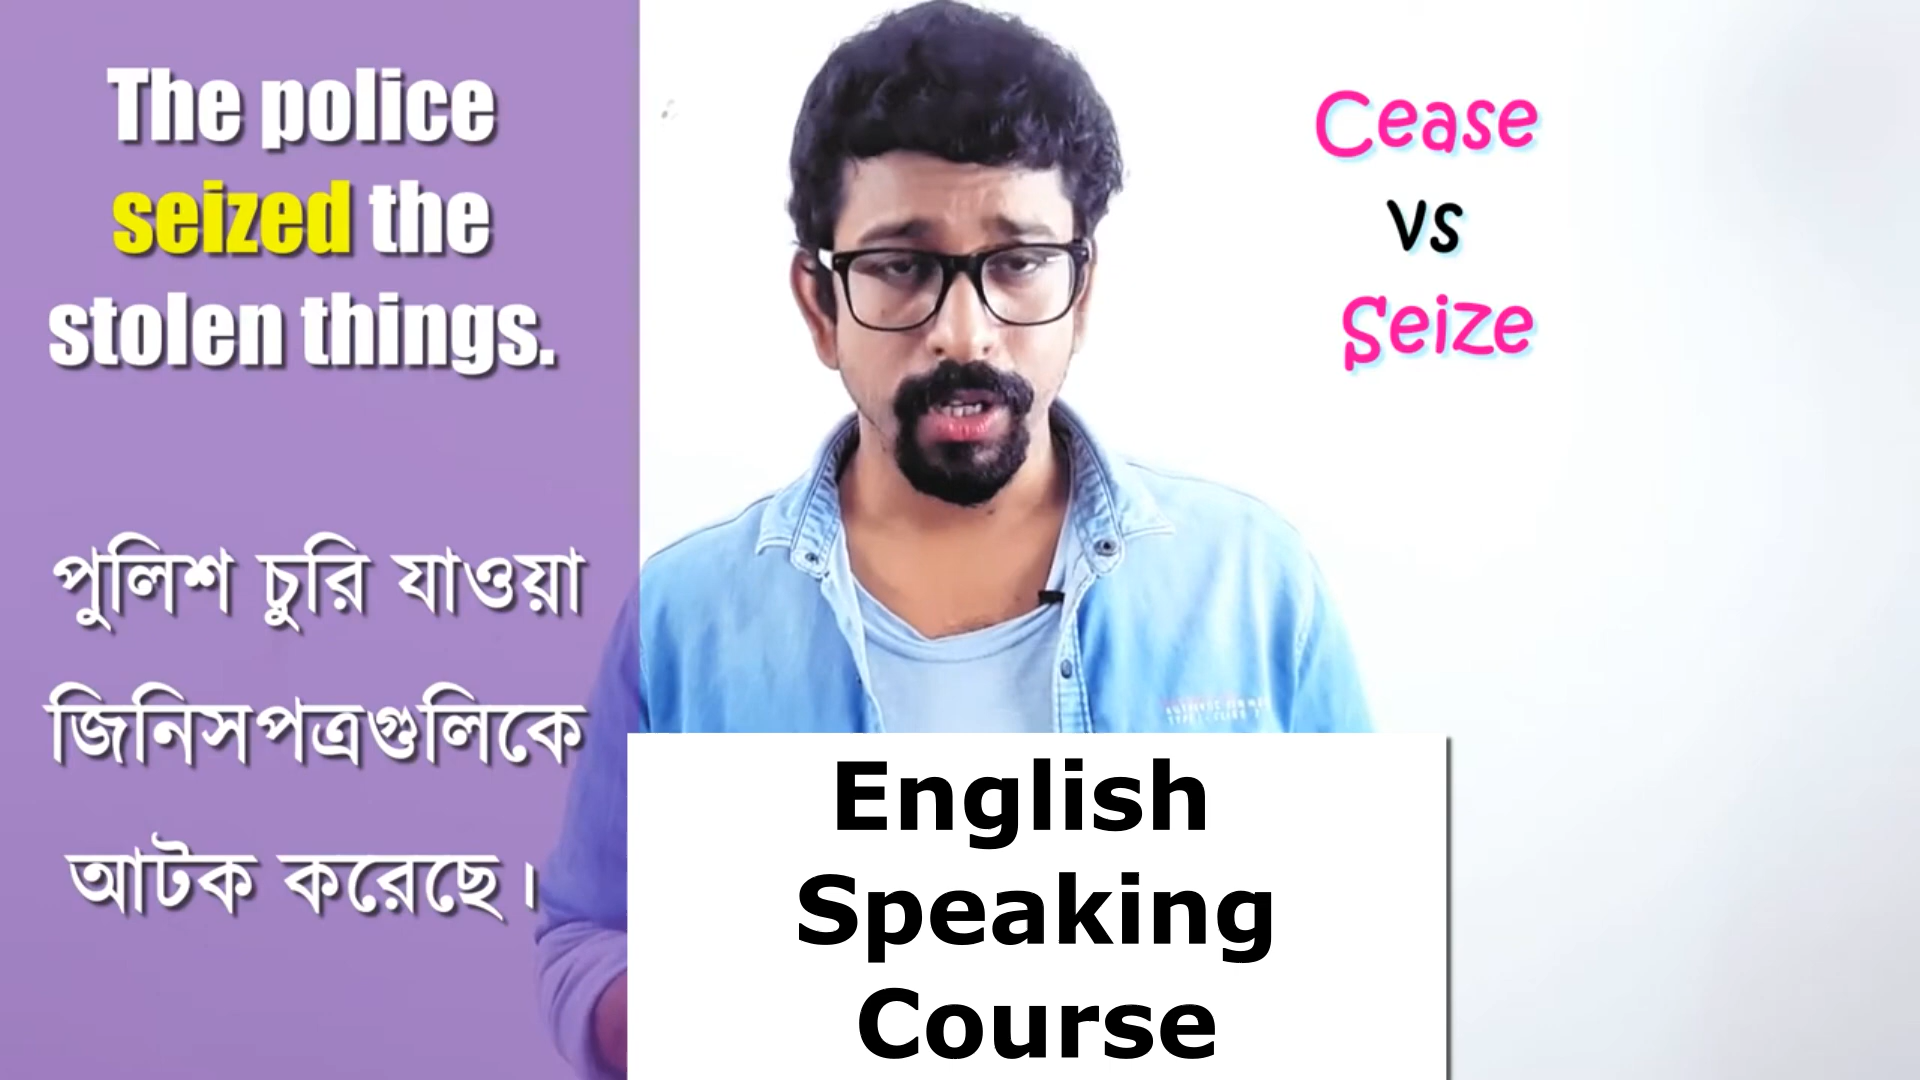 The police
seized the
stolen things.
পুলিশ চুরি যাওয়া
জিনিসপত্রগুলিকে
আটক করেছে।
Cease
vs
Seize
English
Speaking
Course